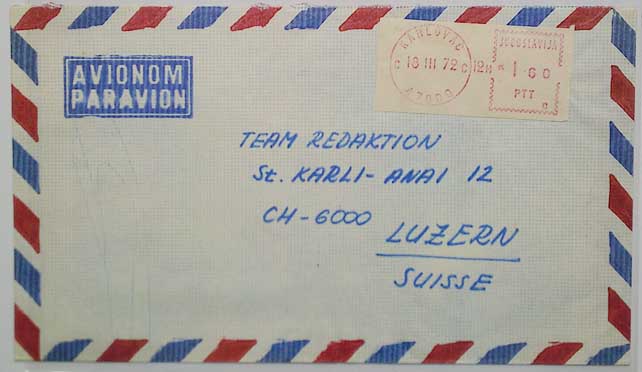 AVIONOM
PARAVION
KARLOVAC
18 III 72
12H
47000
JUGOSLAVIJA
1.60
PTT
TEAM REDAKTION
St. KARLI-ANAI 12
CH-6000
LUZERN
SUISSE